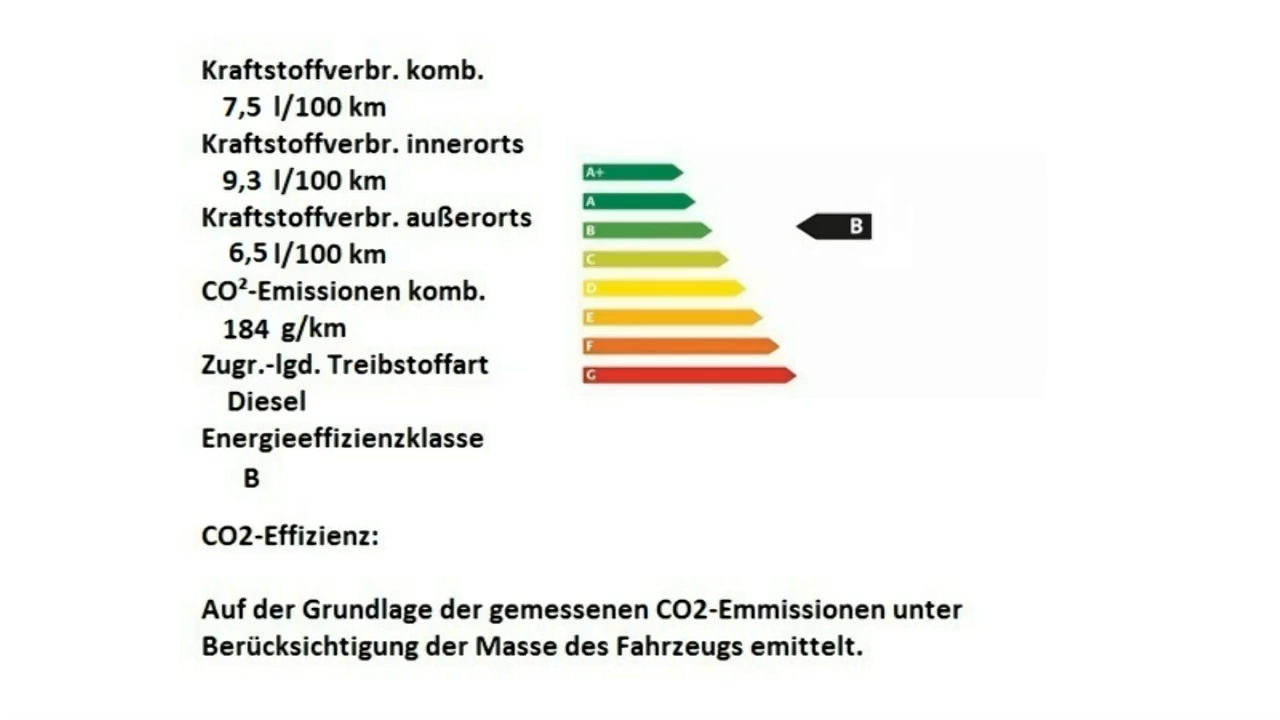 Kraftstoffverbr. komb.
7,5 l/100 km
Kraftstoffverbr. innerorts
9,3 l/100 km
Kraftstoffverbr. außerorts
6,5 l/100 km
CO²-Emissionen komb.
184 g/km
Zugr.-lgd. Treibstoffart
Diesel
Energieeffizienzklasse
B
A+
A
B
C
D
E
F
G
B
CO2-Effizienz:
Auf der Grundlage der gemessenen CO2-Emmissionen unter
Berücksichtigung der Masse des Fahrzeugs emittelt.